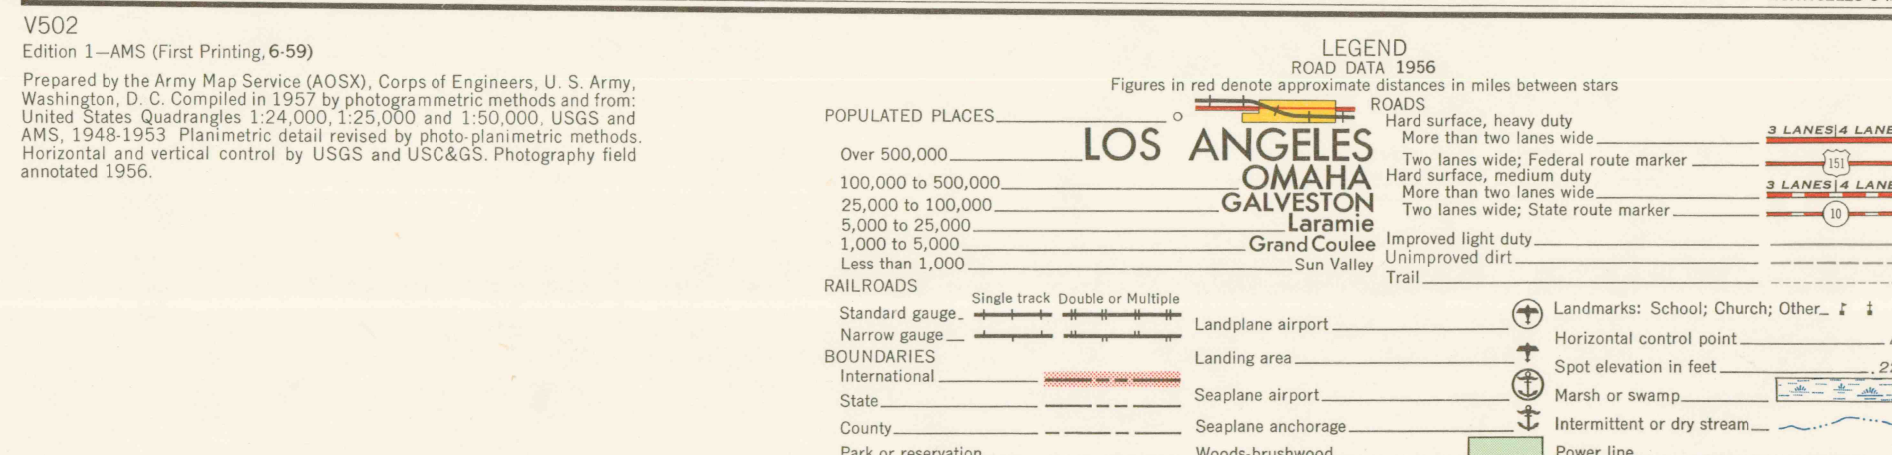 V502
Edition 1—AMS (First Printing, 6-59)
Prepared by the Army Map Service (AOSX), Corps of Engineers, U. S. Army,
Washington, D. C. Compiled in 1957 by photogrammetric methods and from:
United States Quadrangles 1:24,000, 1:25,000 and 1:50,000, USGS and
AMS, 1948-1953 Planimetric detail revised by photo-planimetric methods.
Horizontal and vertical control by USGS and USC&GS. Photography field
annotated 1956.
LEGEND
ROAD DATA 1956
Figures in red denote approximate distances in miles between stars
POPULATED PLACES
Over 500,000 LOS ANGELES
100,000 to 500,000 OMAHA
25,000 to 100,000 GALVESTON
5,000 to 25,000 Laramie
1,000 to 5,000 Grand Coulee
Less than 1,000 Sun Valley
ROADS
Hard surface, heavy duty
More than two lanes wide 3 LANES|4 LANE
Two lanes wide; Federal route marker 151
Hard surface, medium duty
More than two lanes wide 3 LANES|4 LANE
Two lanes wide; State route marker 10
Improved light duty
Unimproved dirt
Trail
RAILROADS
Single track Double or Multiple
Standard gauge
Narrow gauge
BOUNDARIES
International
State
County
Park or reservation
Landplane airport
Landing area
Seaplane airport
Seaplane anchorage
Woods-brushwood
Landmarks: School; Church; Other
Horizontal control point
Spot elevation in feet
Marsh or swamp
Intermittent or dry stream
Power line